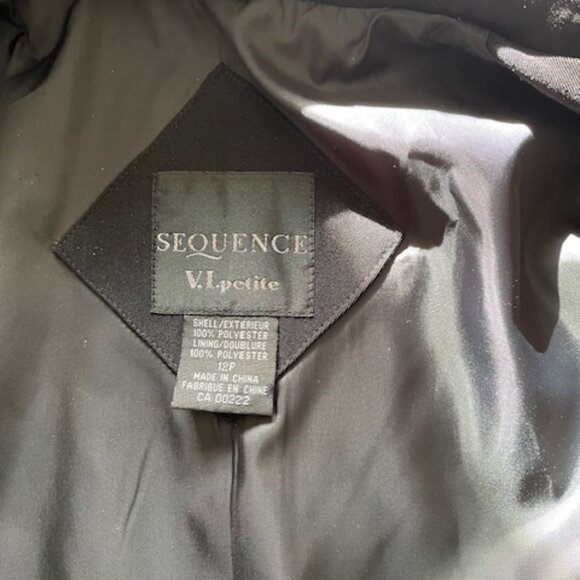 SEQUENCE
V.I.petite
SHELL/EXTERIEUR
100% POLYESTER
LINING/DOUBLURE
100% POLYESTER
12P
MADE IN CHINA
FABRIQUE EN CHINE
CA 00222